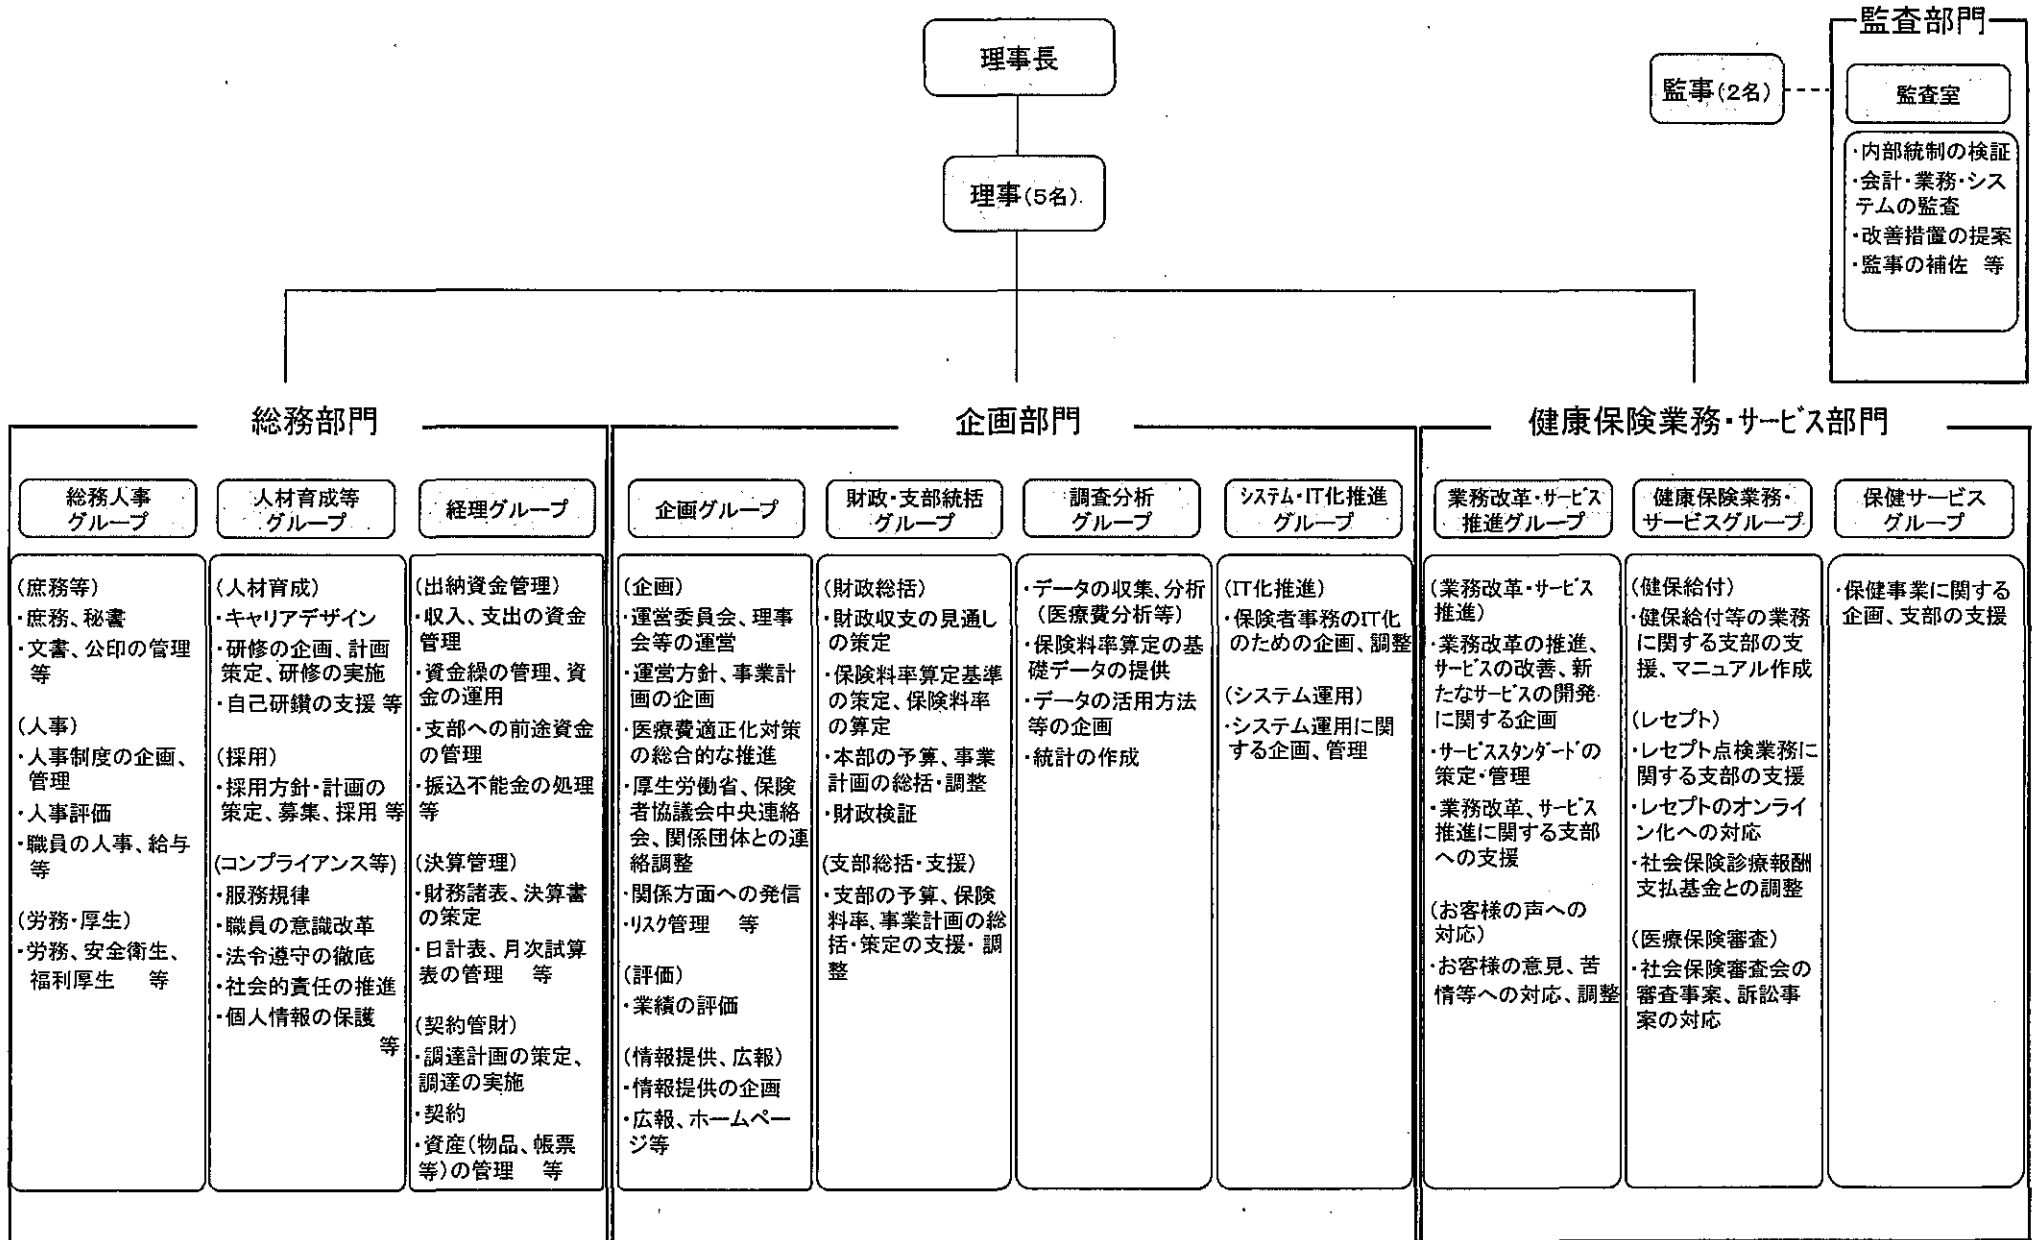 理事長
理事(5名)
監事(2名)
監査部門
監査室
・内部統制の検証
・会計・業務・シス
テムの監査
・改善措置の提案
・監事の補佐 等
総務部門
総務人事
グループ
(庶務等)
・庶務、秘書
・文書、公印の管理
等
(人事)
・人事制度の企画、
管理
・人事評価
・職員の人事、給与
等
(労務・厚生)
・労務、安全衛生、
福利厚生 等
人材育成等
グループ
(人材育成)
・キャリアデザイン
・研修の企画、計画
策定、研修の実施
・自己研鑽の支援 等
(採用)
・採用方針・計画の
策定、募集、採用 等
(コンプライアンス等)
・服務規律
・職員の意識改革
・法令遵守の徹底
・社会的責任の推進
・個人情報の保護
等
経理グループ
(出納資金管理)
・収入、支出の資金
管理
・資金繰の管理、資
金の運用
・支部への前途資金
の管理
・振込不能金の処理
等
(決算管理)
・財務諸表、決算書
の策定
・日計表、月次試算
表の管理 等
(契約管財)
・調達計画の策定、
調達の実施
・契約
・資産(物品、帳票
等)の管理 等
企画部門
企画グループ
(企画)
・運営委員会、理事
会等の運営
・運営方針、事業計
画の企画
・医療費適正化対策
の総合的な推進
・厚生労働省、保険
者協議会中央連絡
会、関係団体との連
絡調整
・関係方面への発信
・リスク管理 等
(評価)
・業績の評価
(情報提供、広報)
・情報提供の企画
・広報、ホームペー
ジ等
財政・支部統括
グループ
(財政総括)
・財政収支の見通し
の策定
・保険料率算定基準
の策定、保険料率
の算定
・本部の予算、事業
計画の総括・調整
・財政検証
(支部総括・支援)
・支部の予算、保険
料率、事業計画の総
括・策定の支援・調
整
調査分析
グループ
・データの収集、分析
(医療費分析等)
・保険料率算定の基
礎データの提供
・データの活用方法
等の企画
・統計の作成
システム・IT化推進
グループ
(IT化推進)
・保険者事務のIT化
のための企画、調整
(システム運用)
・システム運用に関
する企画、管理
健康保険業務・サービス部門
業務改革・サービス
推進グループ
(業務改革・サービス
推進)
・業務改革の推進、
サービスの改善、新
たなサービスの開発
に関する企画
・サービススタンダードの
策定・管理
・業務改革、サービス
推進に関する支部
への支援
(お客様の声への
対応)
・お客様の意見、苦
情等への対応、調整
健康保険業務・
サービスグループ
(健保給付)
・健保給付等の業務
に関する支部の支
援、マニュアル作成
(レセプト)
・レセプト点検業務に
関する支部の支援
・レセプトのオンライ
ン化への対応
・社会保険診療報酬
支払基金との調整
(医療保険審査)
・社会保険審査会の
審査事案、訴訟事
案の対応
保健サービス
グループ
・保健事業に関する
企画、支部の支援